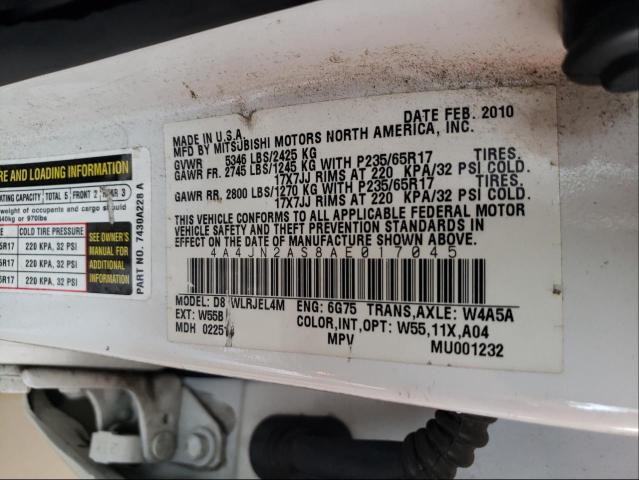 DATE FEB. 2010
MADE IN U.S.A.
MFD BY MITSUBISHI MOTORS NORTH AMERICA, INC.
GVWR 5346 LBS/2425 KG
GAWR FR. 2745 LBS/1245 KG WITH P235/65R17 TIRES.
17X7JJ RIMS AT 220 KPA/32 PSI COLD.
GAWR RR. 2800 LBS/1270 KG WITH P235/65R17 TIRES.
17X7JJ RIMS AT 220 KPA/32 PSI COLD.
THIS VEHICLE CONFORMS TO ALL APPLICABLE FEDERAL MOTOR
VEHICLE SAFETY AND THEFT PREVENTION STANDARDS IN EFFECT
ON THE DATE OF MANUFACTURE SHOWN ABOVE.
4A4JN2AS8AE017045
MODEL: D8 WLRJEL4M ENG: 6G75 TRANS,AXLE: W4A5A
EXT: W55B COLOR,INT,OPT: W55,11X,A04
MDH 0225 MPV MU001232
RE AND LOADING INFORMATION
ATING CAPACITY TOTAL 5 FRONT 2 3
weight of occupants and cargo should
440kg or 970lbs
COLD TIRE PRESSURE
5R17 220 KPA, 32 PSI
5R17 220 KPA, 32 PSI
5R17 220 KPA, 32 PSI
SEE OWNER'S
MANUAL FOR
ADDITIONAL
INFORMATION
PART NO. 7430A228 A